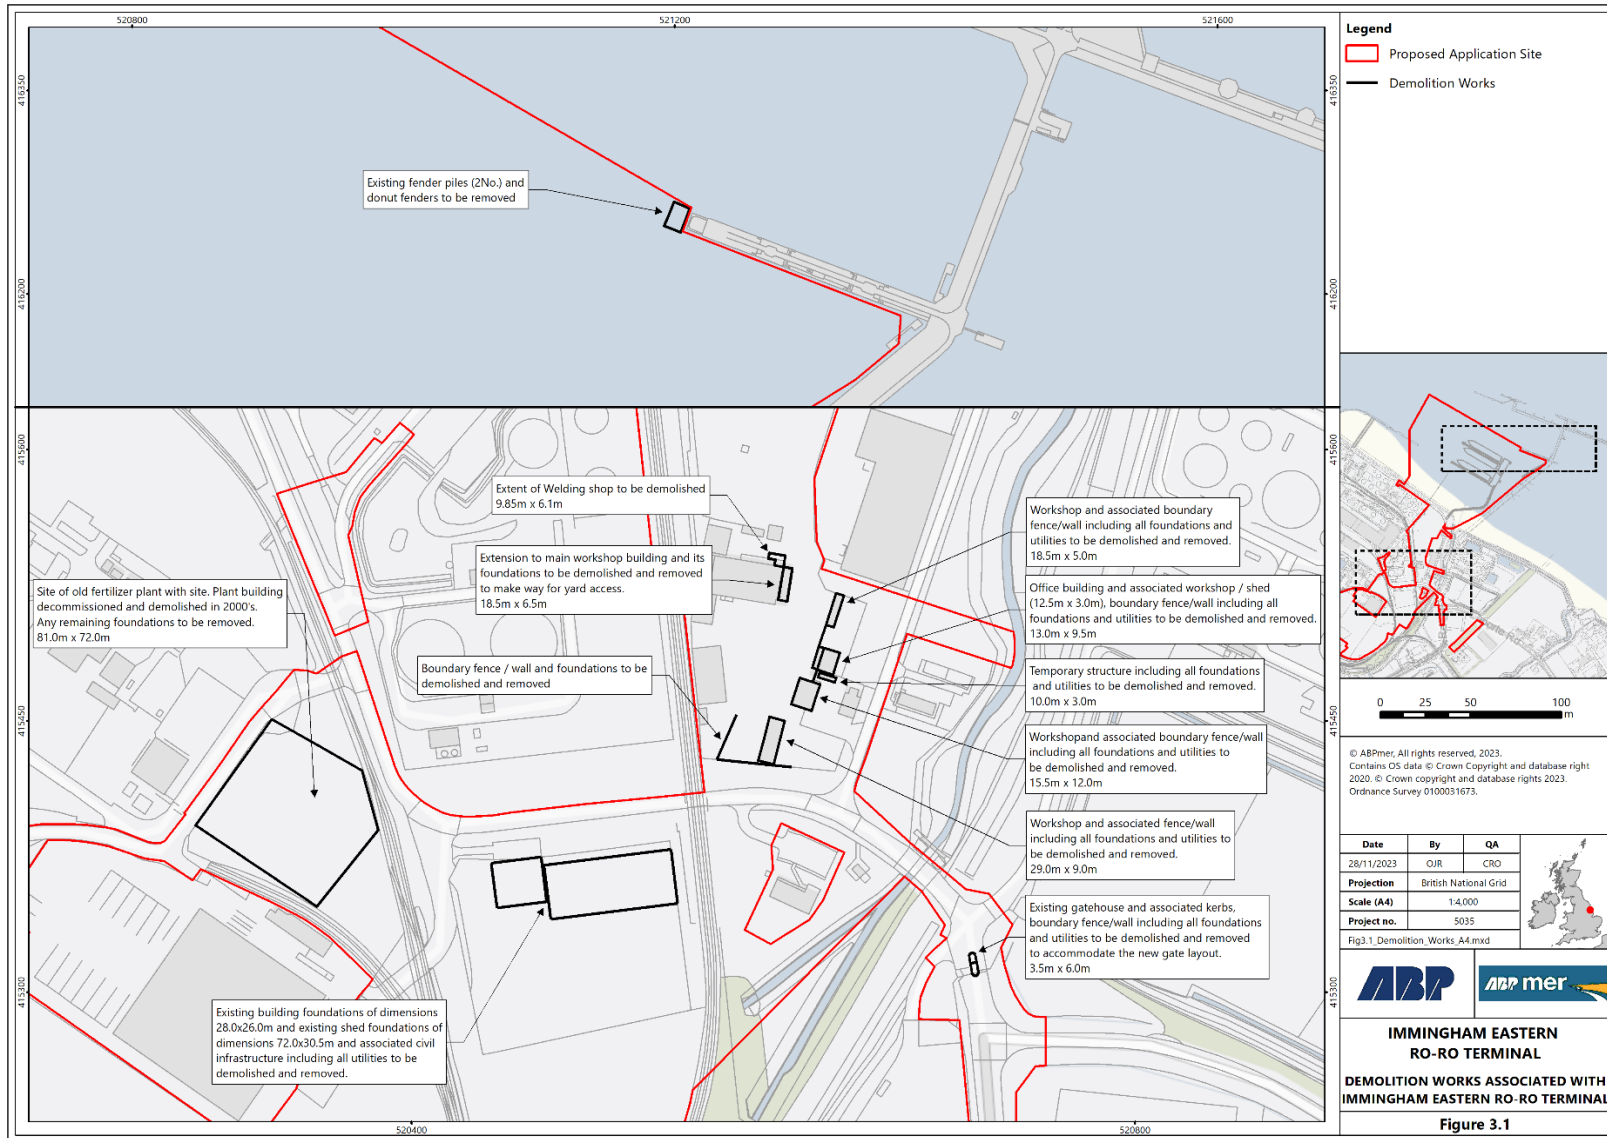 520800
521200
521600
416350
416350
416200
416200
Existing fender piles (2No.) and
donut fenders to be removed
415600
415600
Extent of Welding shop to be demolished
9.85m x 6.1m
Extension to main workshop building and its
foundations to be demolished and removed
to make way for yard access.
18.5m x 6.5m
Site of old fertilizer plant with site. Plant building
decommissioned and demolished in 2000's.
Any remaining foundations to be removed.
81.0m x 72.0m
Boundary fence / wall and foundations to be
demolished and removed
Workshop and associated boundary
fence/wall including all foundations and
utilities to be demolished and removed.
18.5m x 5.0m
Office building and associated workshop / shed
(12.5m x 3.0m), boundary fence/wall including all
foundations and utilities to be demolished and removed.
13.0m x 9.5m
Temporary structure including all foundations
and utilities to be demolished and removed.
10.0m x 3.0m
Workshopand associated boundary fence/wall
including all foundations and utilities to
be demolished and removed.
15.5m x 12.0m
Workshop and associated fence/wall
including all foundations and utilities to
be demolished and removed.
29.0m x 9.0m
Existing gatehouse and associated kerbs,
boundary fence/wall including all foundations
and utilities to be demolished and removed
to accommodate the new gate layout.
3.5m x 6.0m
Existing building foundations of dimensions
28.0x26.0m and existing shed foundations of
dimensions 72.0x30.5m and associated civil
infrastructure including all utilities to be
demolished and removed.
415450
415450
415300
415300
520400
520800
Legend
Proposed Application Site
Demolition Works
0 25 50 100
m
© ABPmer, All rights reserved, 2023.
Contains OS data © Crown Copyright and database right
2020. © Crown copyright and database rights 2023.
Ordnance Survey 0100031673.
Date By QA
28/11/2023 OJR CRO
Projection British National Grid
Scale (A4) 1:4,000
Project no. 5035
Fig3.1_Demolition_Works_A4.mxd
ABP
ABP mer
IMMINGHAM EASTERN
RO-RO TERMINAL
DEMOLITION WORKS ASSOCIATED WITH
IMMINGHAM EASTERN RO-RO TERMINAL
Figure 3.1